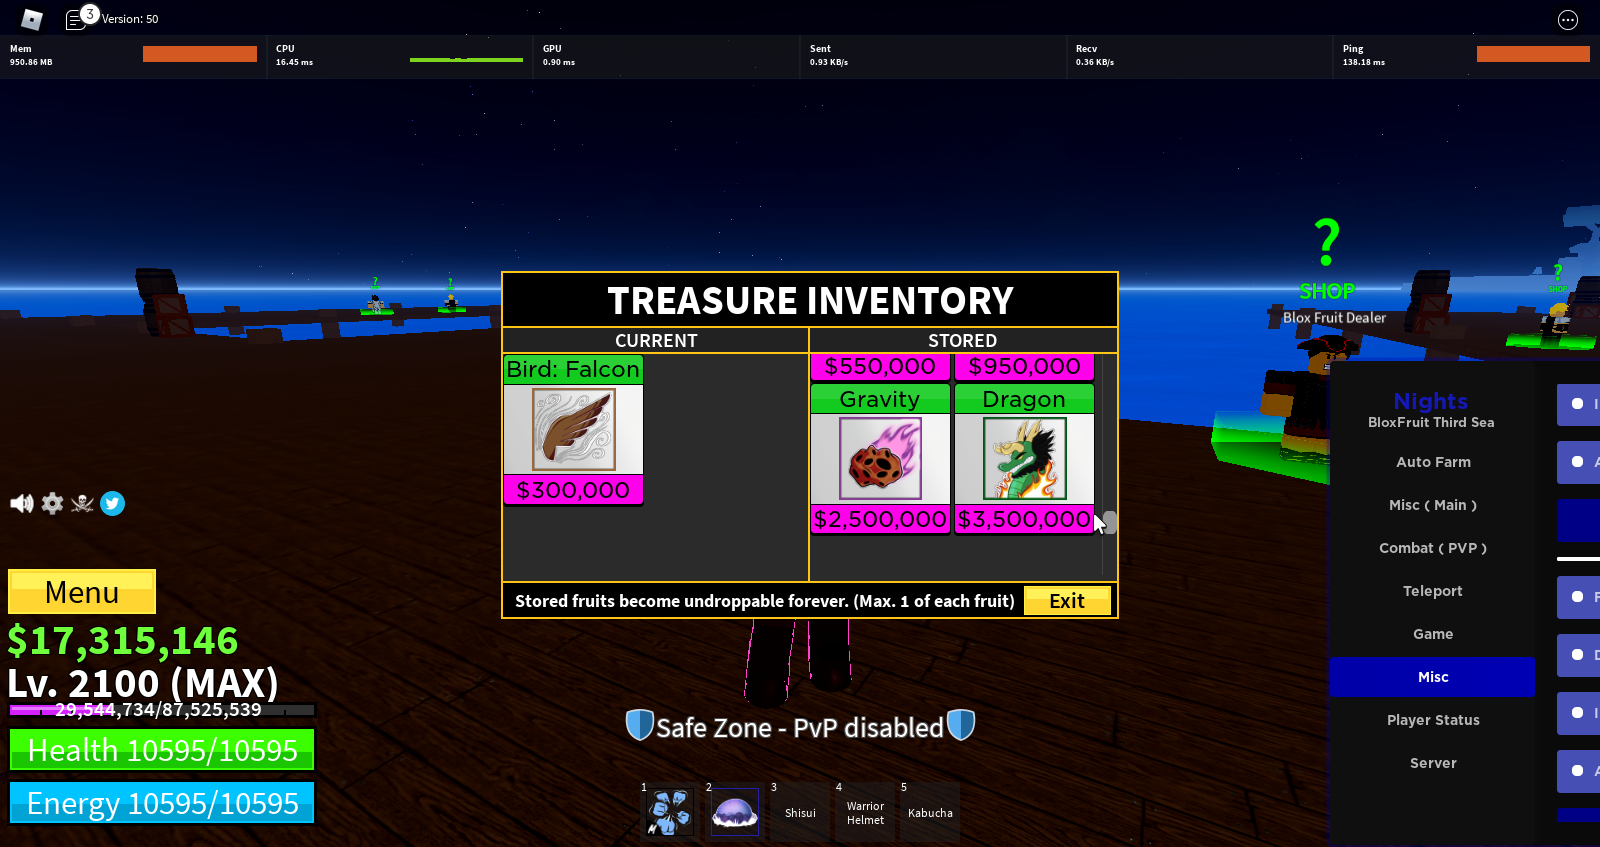 3
Version: 50
Mem
950.86 MB
CPU
16.45 ms
GPU
0.90 ms
Sent
0.93 KB/s
Recv
0.36 KB/s
Ping
138.18 ms
?
SHOP
Blox Fruit Dealer
?
?
?
SHOP
TREASURE INVENTORY
CURRENT
STORED
Bird: Falcon
$300,000
$550,000
$950,000
Gravity
Dragon
$2,500,000
$3,500,000
Stored fruits become undroppable forever. (Max. 1 of each fruit)
Exit
Menu
$17,315,146
Lv. 2100 (MAX)
29,544,734/87,525,539
Health 10595/10595
Energy 10595/10595
Safe Zone - PvP disabled
1
2
3
Shisui
4
Warrior
Helmet
5
Kabucha
Nights
BloxFruit Third Sea
Auto Farm
Misc ( Main )
Combat ( PVP )
Teleport
Game
Misc
Player Status
Server